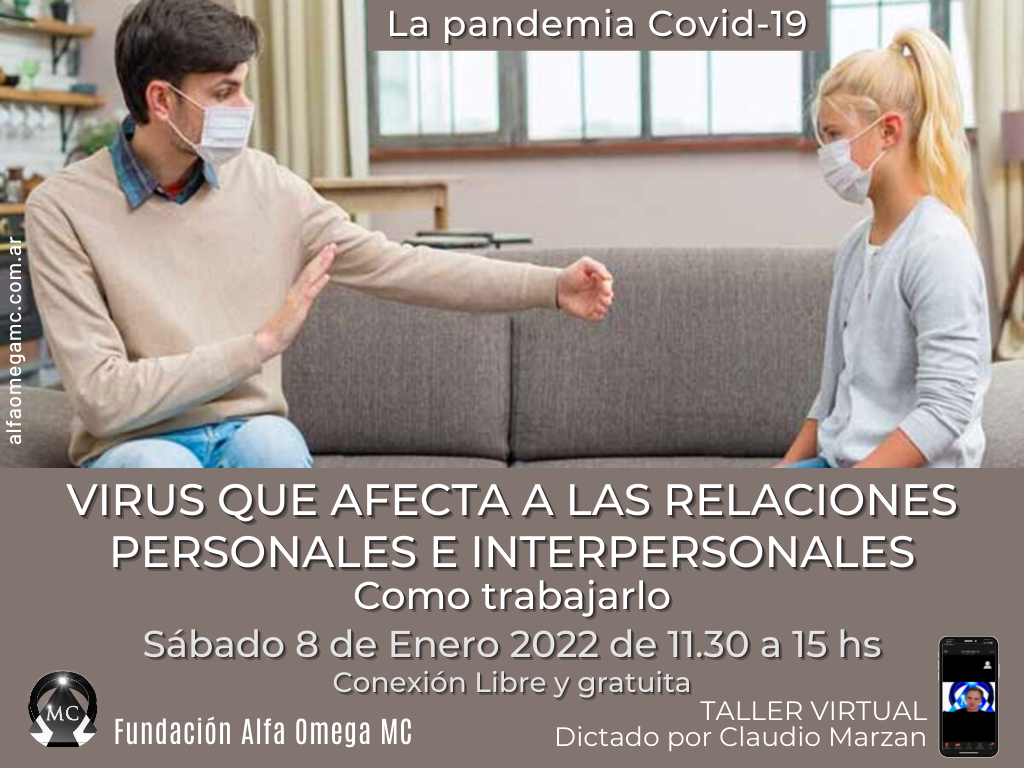 La pandemia Covid-19
alfaomegamc.com.ar
VIRUS QUE AFECTA A LAS RELACIONES
PERSONALES E INTERPERSONALES
Como trabajarlo
Sábado 8 de Enero 2022 de 11.30 a 15 hs
Conexión Libre y gratuita
MC
Fundación Alfa Omega MC
TALLER VIRTUAL
Dictado por Claudio Marzan